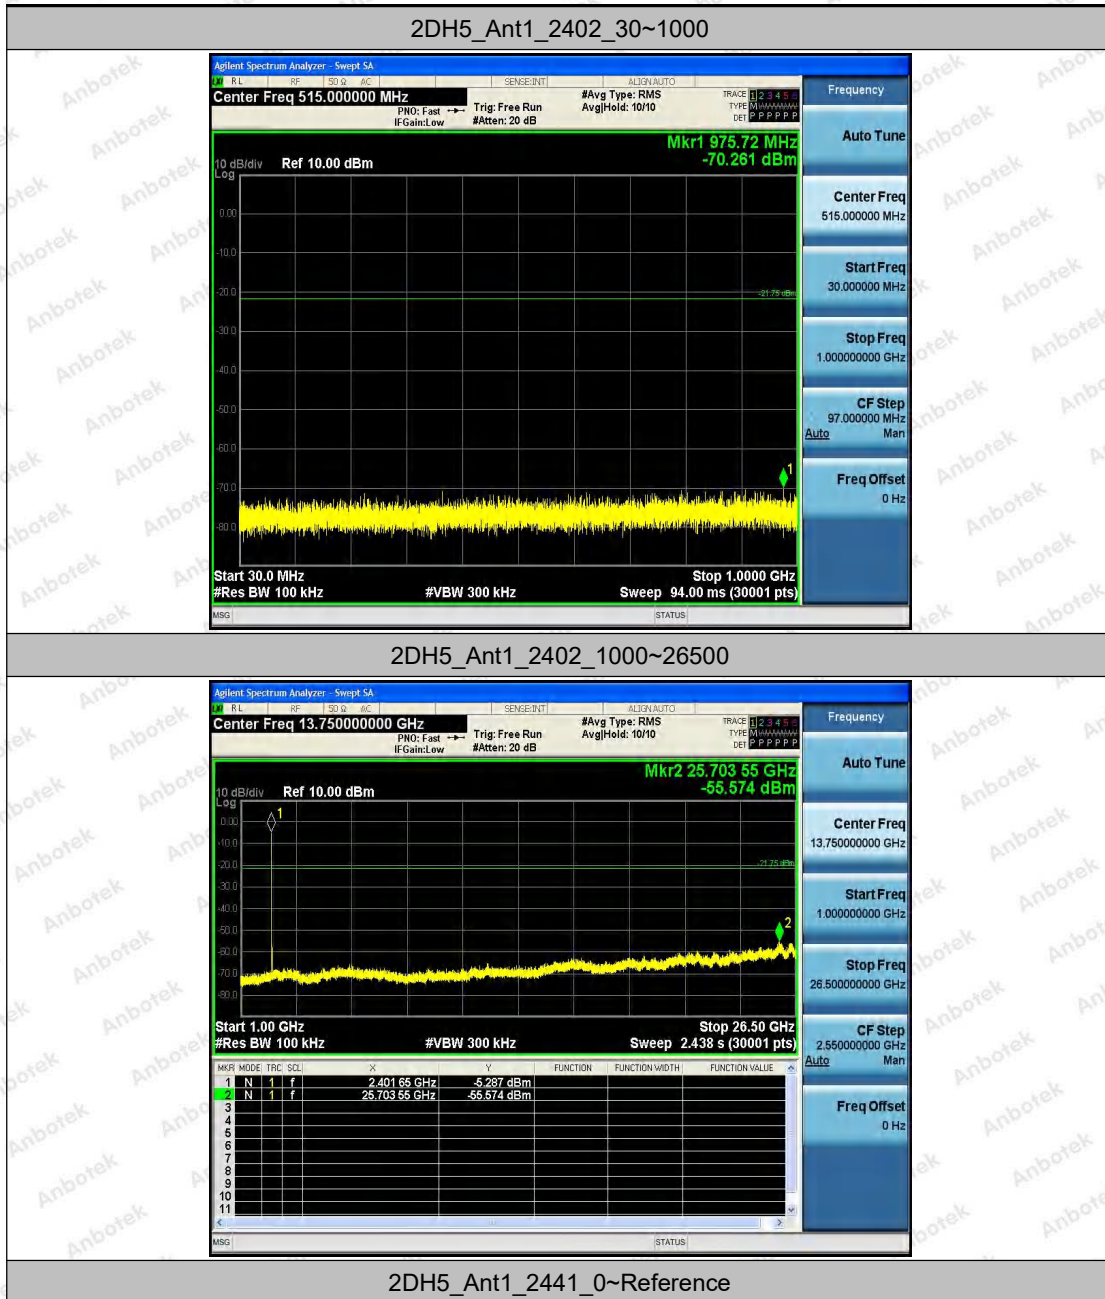 2DH5_Ant1_2402_30~1000
Agilent Spectrum Analyzer - Swept SA
RL RF 50 Ω AC SENSE:INT ALIGN AUTO
Center Freq 515.000000 MHz
PNO: Fast
IFGain:Low
Trig: Free Run
#Atten: 20 dB
#Avg Type: RMS
Avg|Hold: 10/10
TRACE 1 2 3 4 5 6
TYPE M
DET P P P P P P
Frequency
Mkr1 975.72 MHz
-70.261 dBm
10 dB/div Ref 10.00 dBm
Log
0.00
-10.0
-20.0
-21.75 dBm
-30.0
-40.0
-50.0
-60.0
-70.0
-80.0
1
Start 30.0 MHz Stop 1.0000 GHz
#Res BW 100 kHz #VBW 300 kHz Sweep 94.00 ms (30001 pts)
MSG STATUS
Auto Tune
Center Freq
515.000000 MHz
Start Freq
30.000000 MHz
Stop Freq
1.000000000 GHz
CF Step
97.000000 MHz
Auto Man
Freq Offset
0 Hz
2DH5_Ant1_2402_1000~26500
Agilent Spectrum Analyzer - Swept SA
RL RF 50 Ω AC SENSE:INT ALIGN AUTO
Center Freq 13.750000000 GHz
PNO: Fast
IFGain:Low
Trig: Free Run
#Atten: 20 dB
#Avg Type: RMS
Avg|Hold: 10/10
TRACE 1 2 3 4 5 6
TYPE M
DET P P P P P P
Frequency
Mkr2 25.703 55 GHz
-55.574 dBm
10 dB/div Ref 10.00 dBm
Log
0.00
-10.0
-20.0
-21.75 dBm
-30.0
-40.0
-50.0
-60.0
-70.0
-80.0
1
2
Start 1.00 GHz Stop 26.50 GHz
#Res BW 100 kHz #VBW 300 kHz Sweep 2.438 s (30001 pts)
MKR MODE TRC SCL X Y FUNCTION FUNCTION WIDTH FUNCTION VALUE
1 N 1 f 2.401 65 GHz -5.287 dBm
2 N 1 f 25.703 55 GHz -55.574 dBm
3
4
5
6
7
8
9
10
11
MSG STATUS
Auto Tune
Center Freq
13.750000000 GHz
Start Freq
1.000000000 GHz
Stop Freq
26.500000000 GHz
CF Step
2.550000000 GHz
Auto Man
Freq Offset
0 Hz
2DH5_Ant1_2441_0~Reference
Anbotek